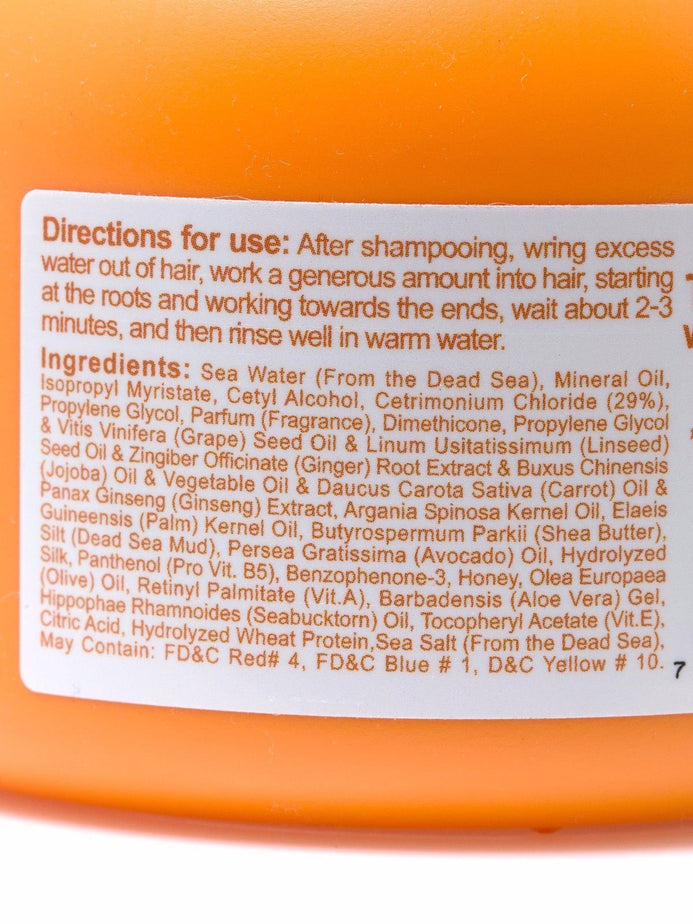 Directions for use: After shampooing, wring excess
water out of hair, work a generous amount into hair, starting
at the roots and working towards the ends, wait about 2-3
minutes, and then rinse well in warm water.
Ingredients: Sea Water (From the Dead Sea), Mineral Oil,
Isopropyl Myristate, Cetyl Alcohol, Cetrimonium Chloride (29%),
Propylene Glycol, Parfum (Fragrance), Dimethicone, Propylene Glycol
& Vitis Vinifera (Grape) Seed Oil & Linum Usitatissimum (Linseed)
Seed Oil & Zingiber Officinate (Ginger) Root Extract & Buxus Chinensis
(Jojoba) Oil & Vegetable Oil & Daucus Carota Sativa (Carrot) Oil &
Panax Ginseng (Ginseng) Extract, Argania Spinosa Kernel Oil, Elaeis
Guineensis (Palm) Kernel Oil, Butyrospermum Parkii (Shea Butter),
Silt (Dead Sea Mud), Persea Gratissima (Avocado) Oil, Hydrolyzed
Silk, Panthenol (Pro Vit. B5), Benzophenone-3, Honey, Olea Europaea
(Olive) Oil, Retinyl Palmitate (Vit.A), Barbadensis (Aloe Vera) Gel,
Hippophae Rhamnoides (Seabucktorn) Oil, Tocopheryl Acetate (Vit.E),
Citric Acid, Hydrolyzed Wheat Protein,Sea Salt (From the Dead Sea),
May Contain: FD&C Red# 4, FD&C Blue # 1, D&C Yellow # 10.
7